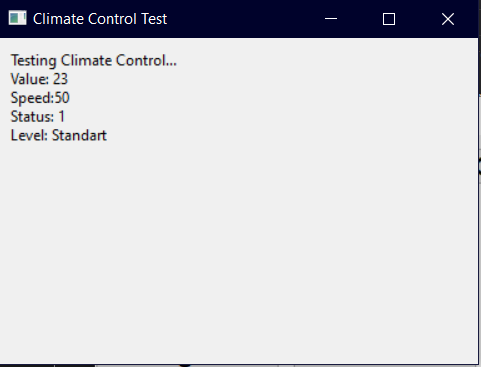 Climate Control Test
Testing Climate Control...
Value: 23
Speed:50
Status: 1
Level: Standart